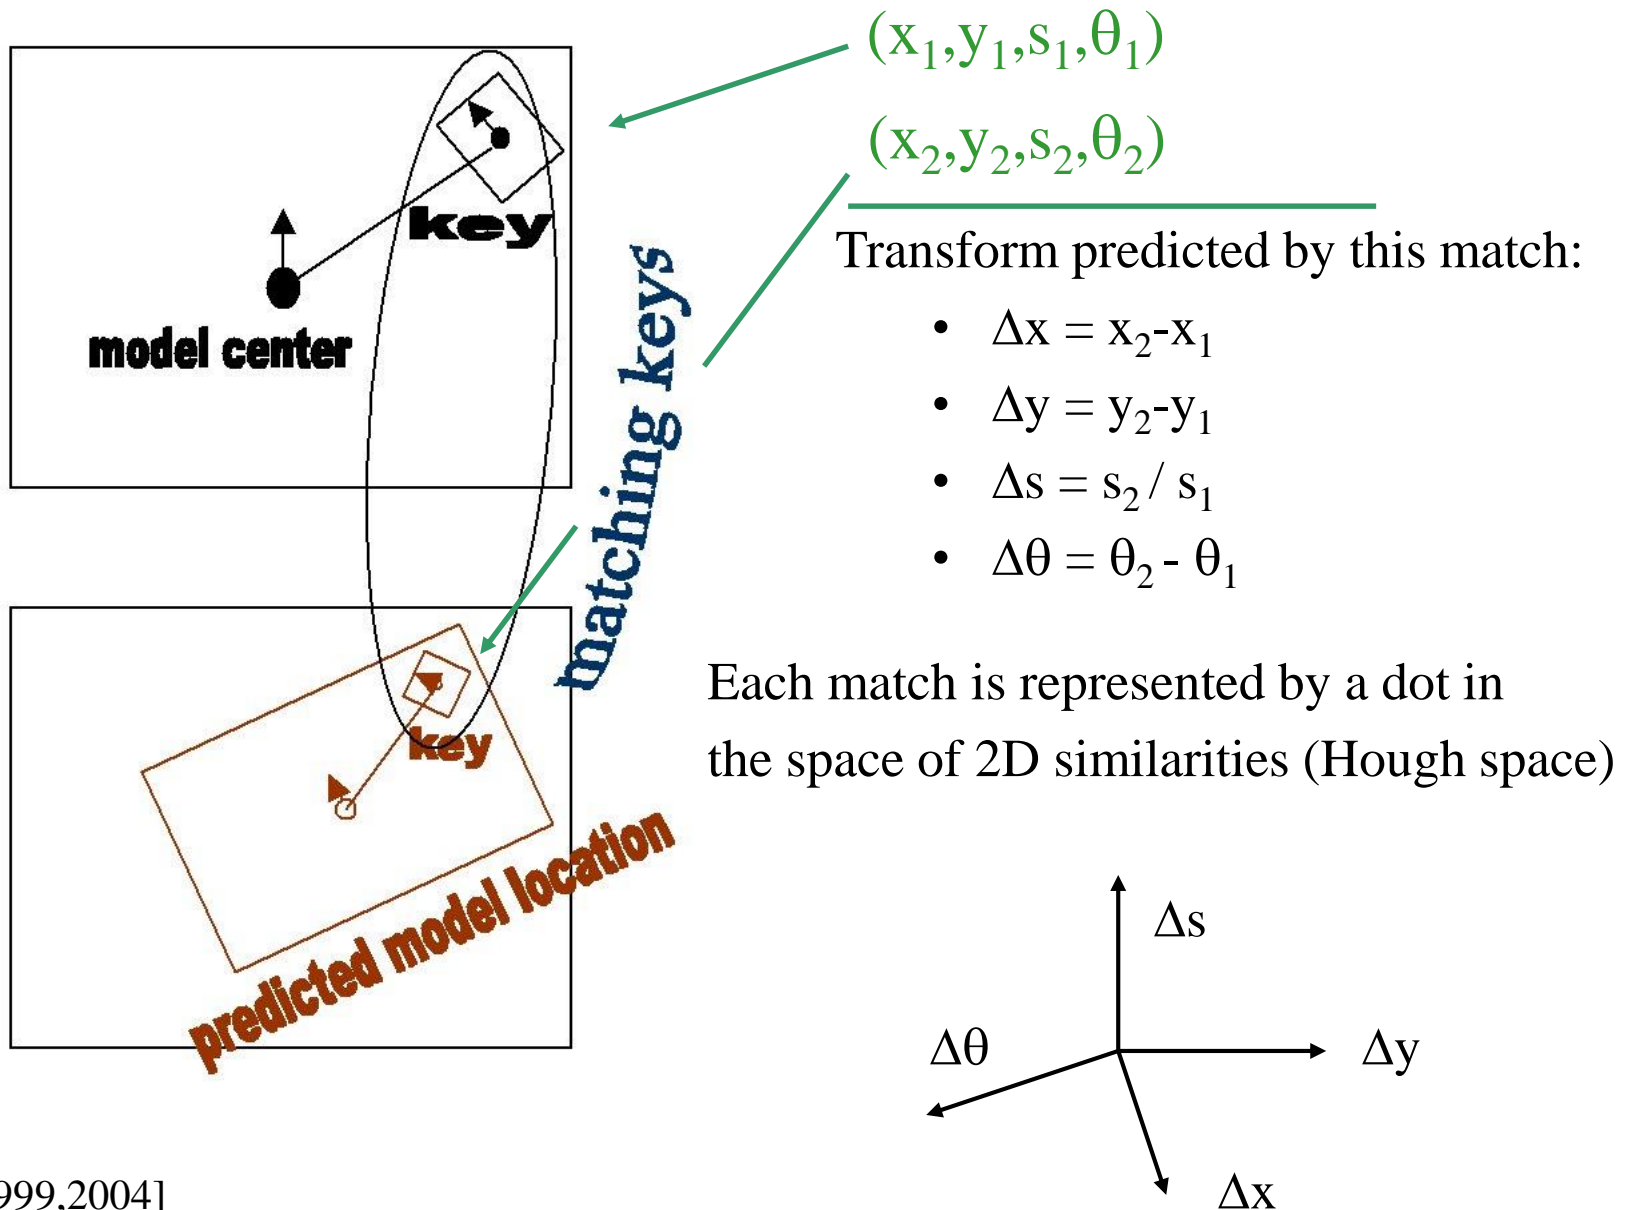 (x₁,y₁,s₁,θ₁)
(x₂,y₂,s₂,θ₂)
key
model center
matching keys
key
predicted model location
Transform predicted by this match:
• Δx = x₂-x₁
• Δy = y₂-y₁
• Δs = s₂ / s₁
• Δθ = θ₂ - θ₁
Each match is represented by a dot in
the space of 2D similarities (Hough space)
Δs
Δθ
Δy
Δx
999,2004]